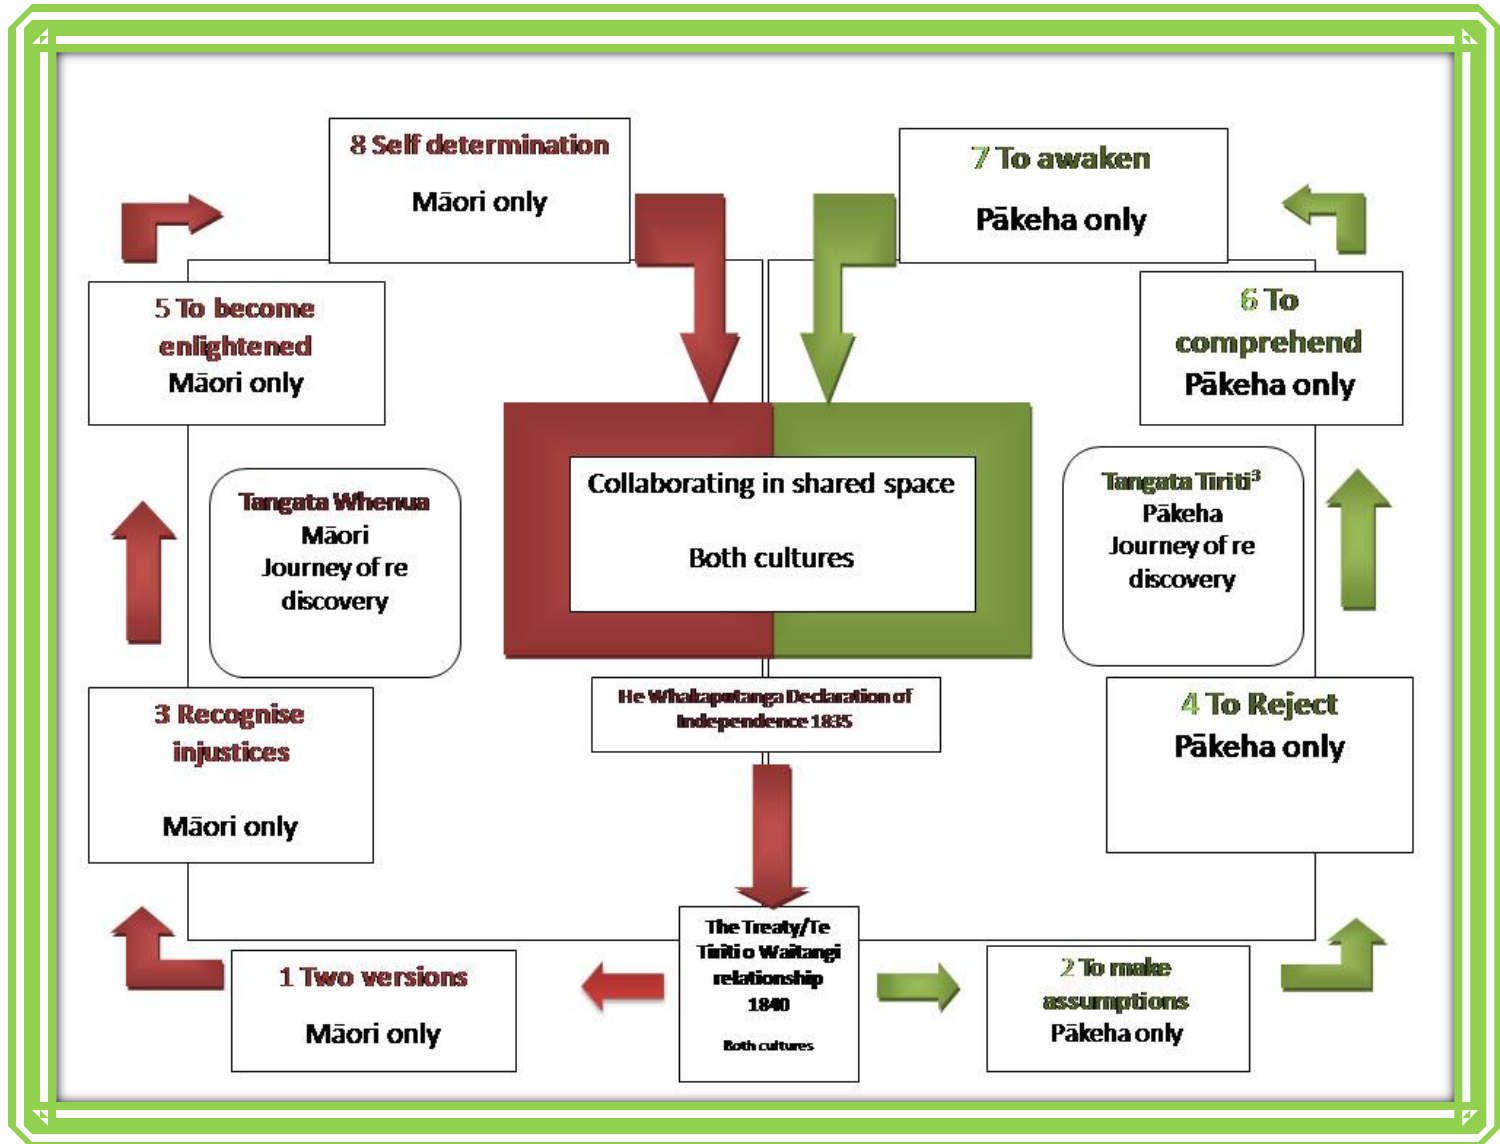 8 Self determination
Māori only
7 To awaken
Pākeha only
5 To become
enlightened
Māori only
6 To
comprehend
Pākeha only
Tangata Whenua
Māori
Journey of re
discovery
Collaborating in shared space
Both cultures
Tangata Tiriti³
Pākeha
Journey of re
discovery
He Whakaputanga Declaration of
Independence 1835
3 Recognise
injustices
Māori only
4 To Reject
Pākeha only
The Treaty/Te
Tiriti o Waitangi
relationship
1840
Both cultures
1 Two versions
Māori only
2 To make
assumptions
Pākeha only